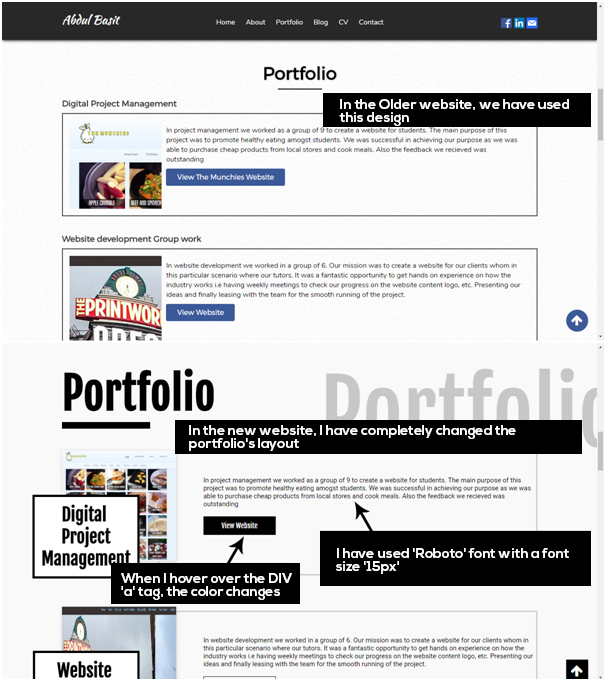 Abdul Basit
Home About Portfolio Blog CV Contact
Portfolio
Digital Project Management
In the Older website, we have used
this design
THE MUNCHIES
In project management we worked as a group of 9 to create a website for students. The main purpose of this
project was to promote healthy eating amogst students. We was successful in achieving our purpose as we was
able to purchase cheap products from local stores and cook meals. Also the feedback we recieved was
outstanding
APPLE CRUMBLE
BEEF AND SPINACH
View The Munchies Website
Website development Group work
THE
PRINTWOR
In website development we worked in a group of 6. Our mission was to create a website for our clients whom in
this particular scenario where our tutors. It was a fantastic opportunity to get hands on experience on how the
industry works i.e having weekly meetings to check our progress on the website content logo, etc. Presenting our
ideas and finally leasing with the team for the smooth running of the project.
View Website
Portfolio
Portfolio
In the new website, I have completely changed the
portfolio's layout
In project management we worked as a group of 9 to create a website for students. The main purpose of this
project was to promote healthy eating amogst students. We was successful in achieving our purpose as we was
able to purchase cheap products from local stores and cook meals. Also the feedback we recieved was
outstanding
Digital
Project
Management
View Website
I have used 'Roboto' font with a font
size '15px'
When I hover over the DIV
'a' tag, the color changes
In website development we worked in a group of 6. Our mission was to create a website for our clients whom in
this particular scenario where our tutors. It was a fantastic opportunity to get hands on experience on how the
industry works i.e having weekly meetings to check our progress on the website content logo, etc. Presenting our
ideas and finally leasing with the team for the smooth running of the project.
Website